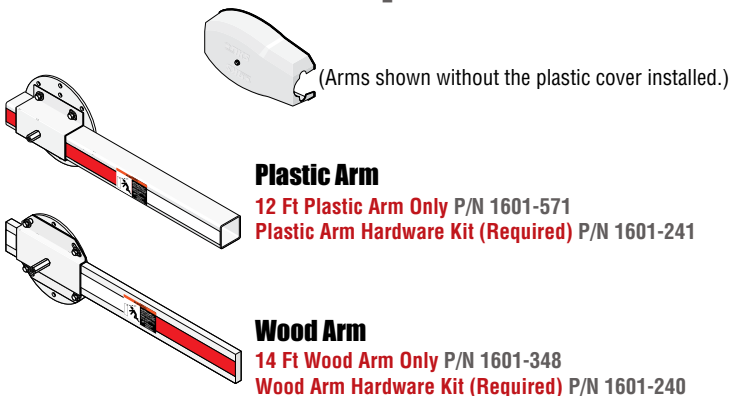 (Arms shown without the plastic cover installed.)
Plastic Arm
12 Ft Plastic Arm Only P/N 1601-571
Plastic Arm Hardware Kit (Required) P/N 1601-241
Wood Arm
14 Ft Wood Arm Only P/N 1601-348
Wood Arm Hardware Kit (Required) P/N 1601-240